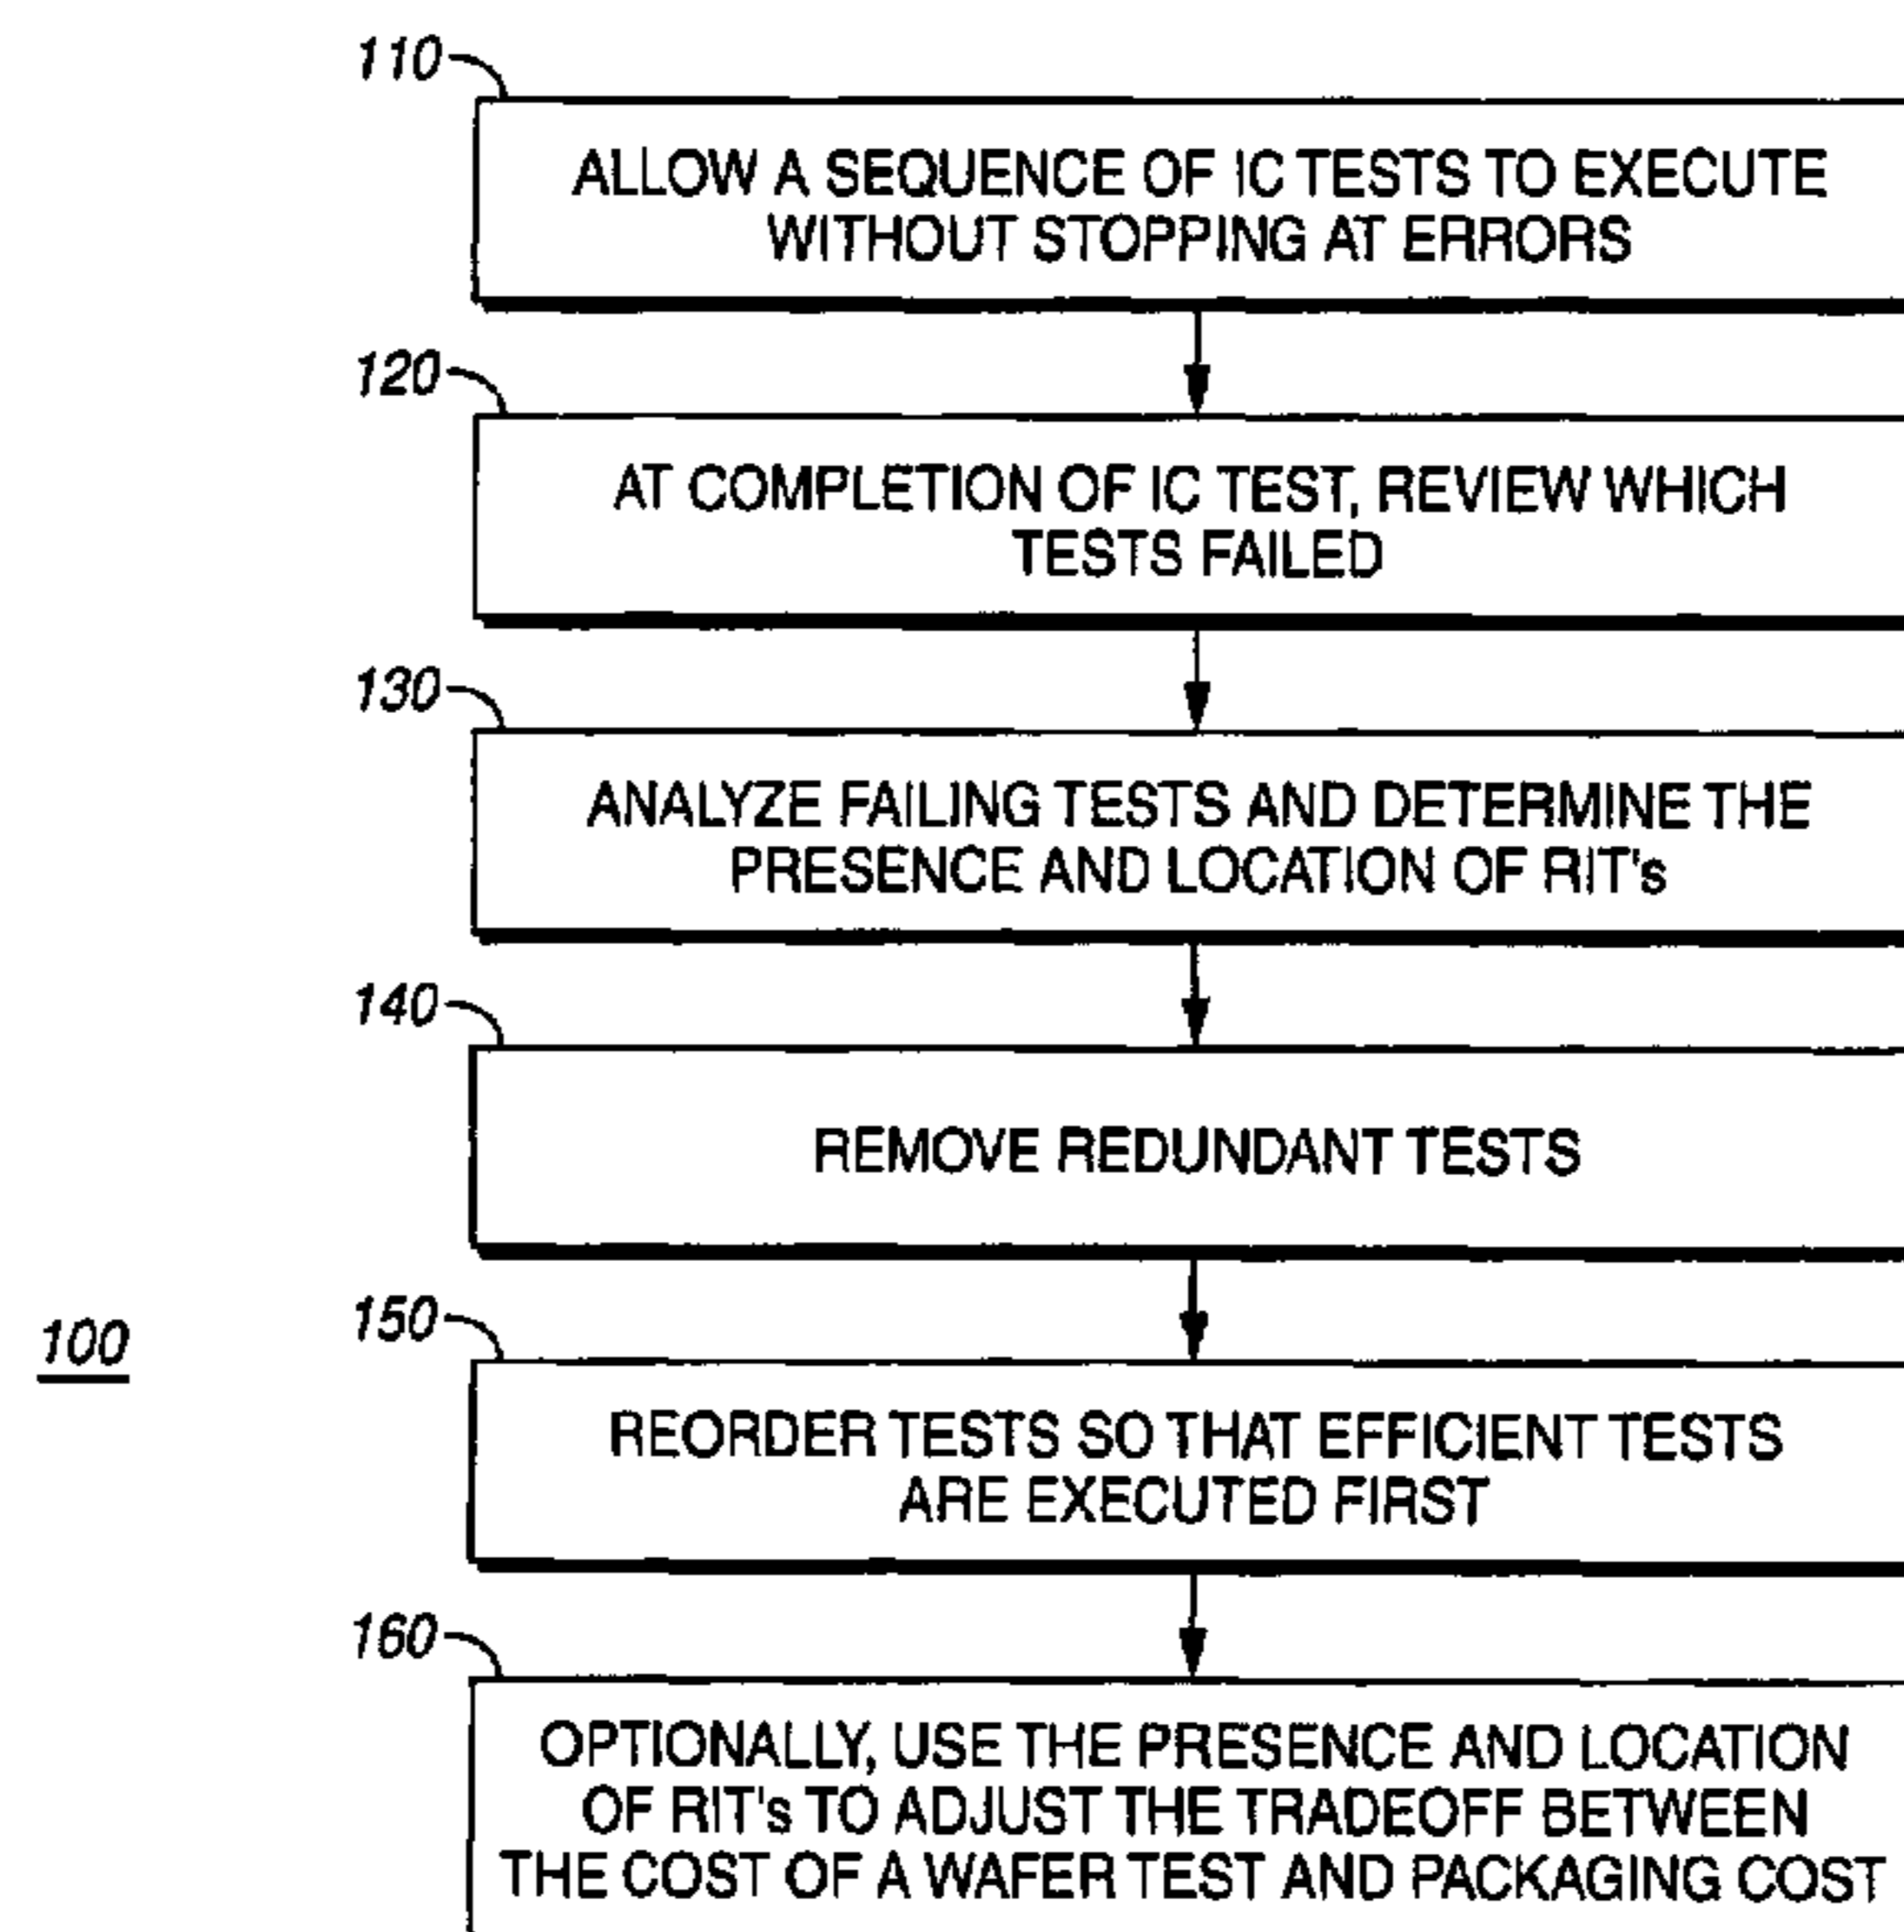 110
ALLOW A SEQUENCE OF IC TESTS TO EXECUTE
WITHOUT STOPPING AT ERRORS
120
AT COMPLETION OF IC TEST, REVIEW WHICH
TESTS FAILED
130
ANALYZE FAILING TESTS AND DETERMINE THE
PRESENCE AND LOCATION OF RIT's
140
REMOVE REDUNDANT TESTS
100
150
REORDER TESTS SO THAT EFFICIENT TESTS
ARE EXECUTED FIRST
160
OPTIONALLY, USE THE PRESENCE AND LOCATION
OF RIT's TO ADJUST THE TRADEOFF BETWEEN
THE COST OF A WAFER TEST AND PACKAGING COST